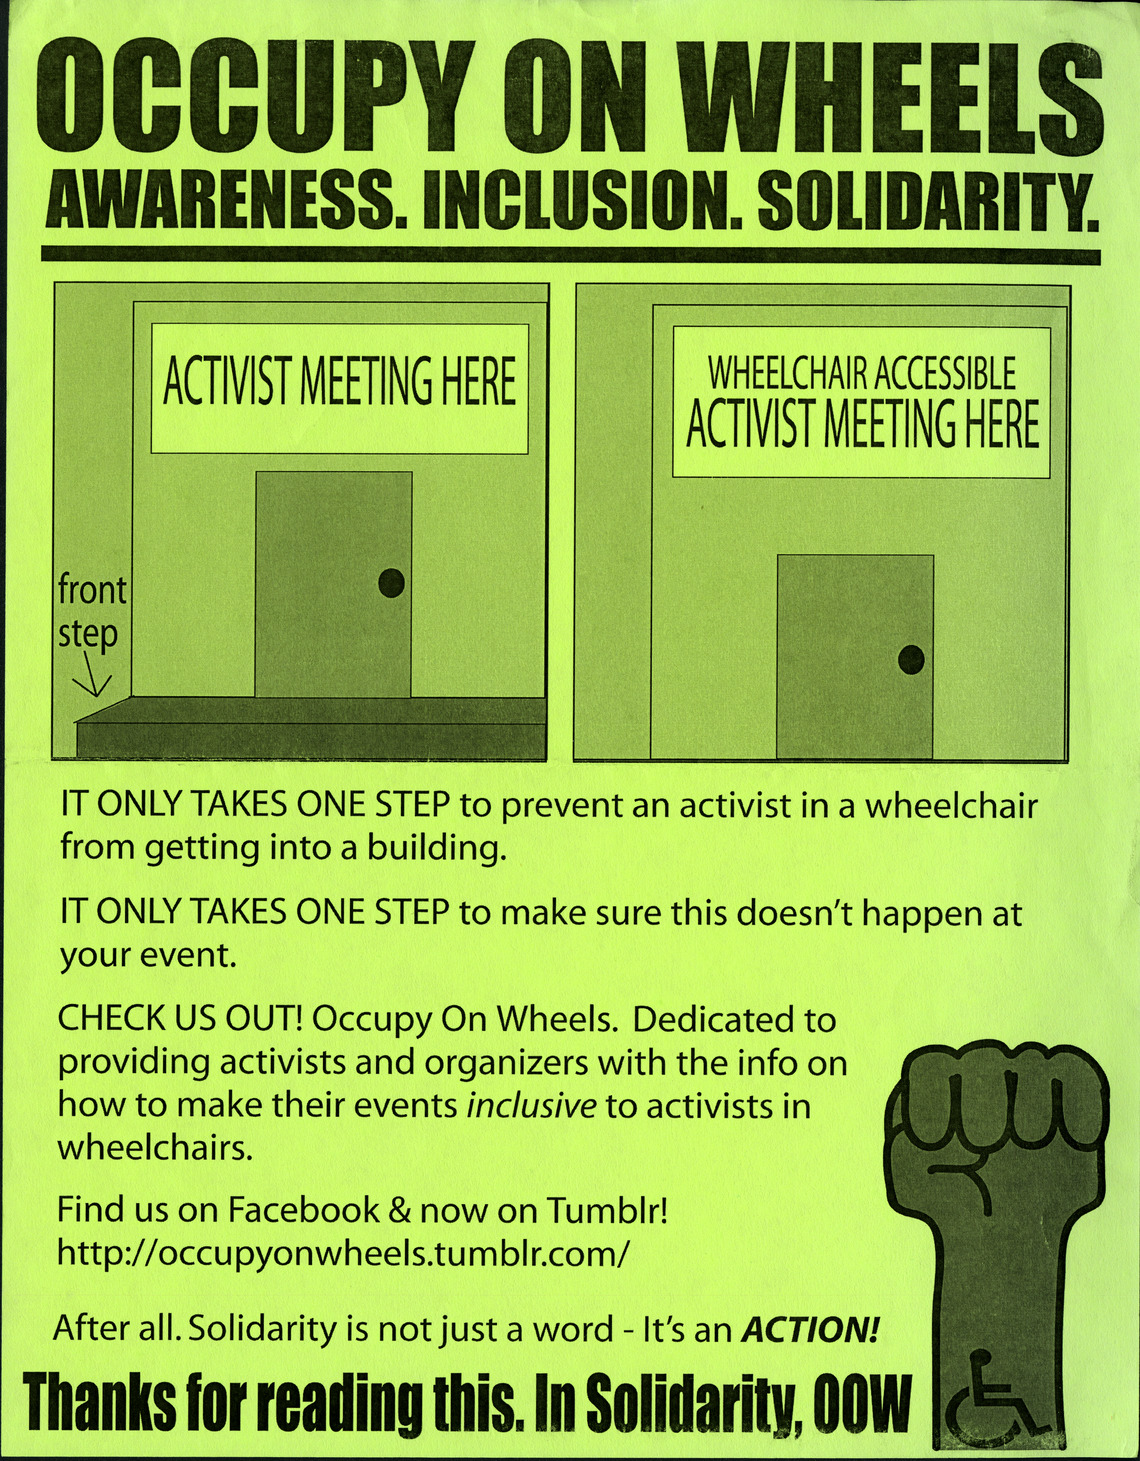 OCCUPY ON WHEELS
AWARENESS. INCLUSION. SOLIDARITY.
ACTIVIST MEETING HERE
front
step
WHEELCHAIR ACCESSIBLE
ACTIVIST MEETING HERE
IT ONLY TAKES ONE STEP to prevent an activist in a wheelchair
from getting into a building.
IT ONLY TAKES ONE STEP to make sure this doesn't happen at
your event.
CHECK US OUT! Occupy On Wheels. Dedicated to
providing activists and organizers with the info on
how to make their events inclusive to activists in
wheelchairs.
Find us on Facebook & now on Tumblr!
http://occupyonwheels.tumblr.com/
After all. Solidarity is not just a word - It's an ACTION!
Thanks for reading this. In Solidarity, OOW